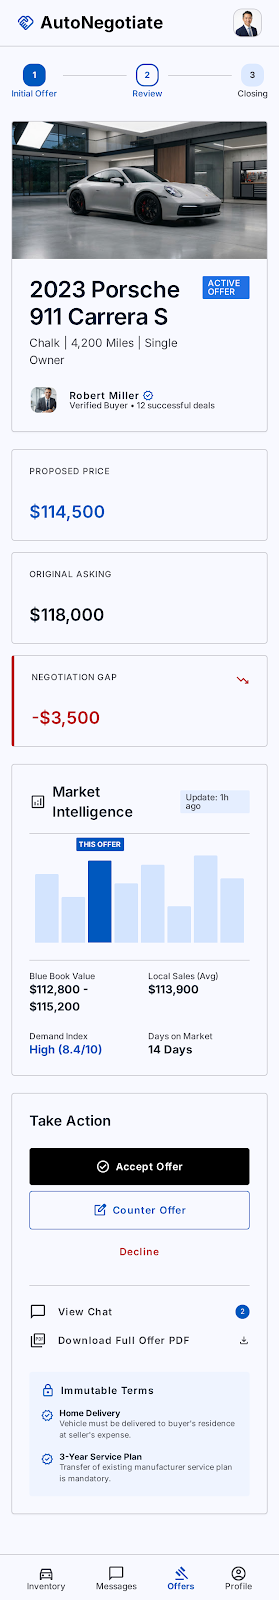 AutoNegotiate
1
2
3
Initial Offer
Review
Closing
2023 Porsche
911 Carrera S
ACTIVE
OFFER
Chalk | 4,200 Miles | Single
Owner
Robert Miller
Verified Buyer • 12 successful deals
PROPOSED PRICE
$114,500
ORIGINAL ASKING
$118,000
NEGOTIATION GAP
-$3,500
Market
Intelligence
Update: 1h
ago
THIS OFFER
Blue Book Value
$112,800 -
$115,200
Local Sales (Avg)
$113,900
Demand Index
High (8.4/10)
Days on Market
14 Days
Take Action
Accept Offer
Counter Offer
Decline
View Chat
2
Download Full Offer PDF
Immutable Terms
Home Delivery
Vehicle must be delivered to buyer's residence
at seller's expense.
3-Year Service Plan
Transfer of existing manufacturer service plan
is mandatory.
Inventory
Messages
Offers
Profile